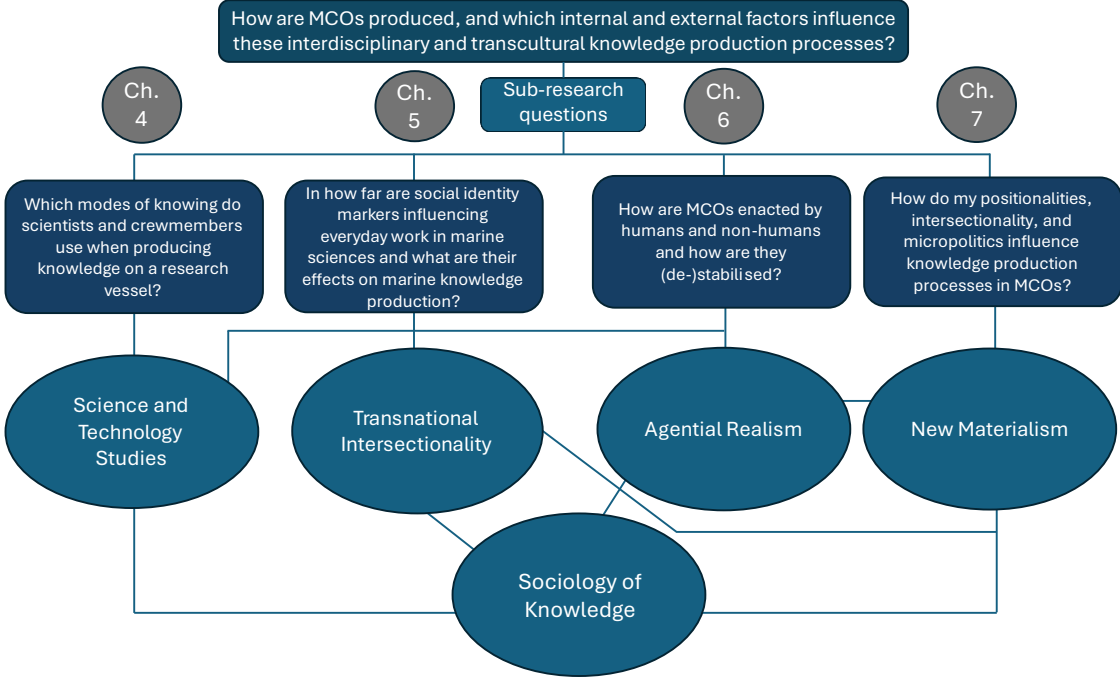 How are MCOs produced, and which internal and external factors influence
these interdisciplinary and transcultural knowledge production processes?
Ch.
4
Ch.
5
Sub-research
questions
Ch.
6
Ch.
7
Which modes of knowing do
scientists and crewmembers
use when producing
knowledge on a research
vessel?
In how far are social identity
markers influencing
everyday work in marine
sciences and what are their
effects on marine knowledge
production?
How are MCOs enacted by
humans and non-humans
and how are they
(de-)stabilised?
How do my positionalities,
intersectionality, and
micropolitics influence
knowledge production
processes in MCOs?
Science and
Technology
Studies
Transnational
Intersectionality
Agential Realism
New Materialism
Sociology of
Knowledge